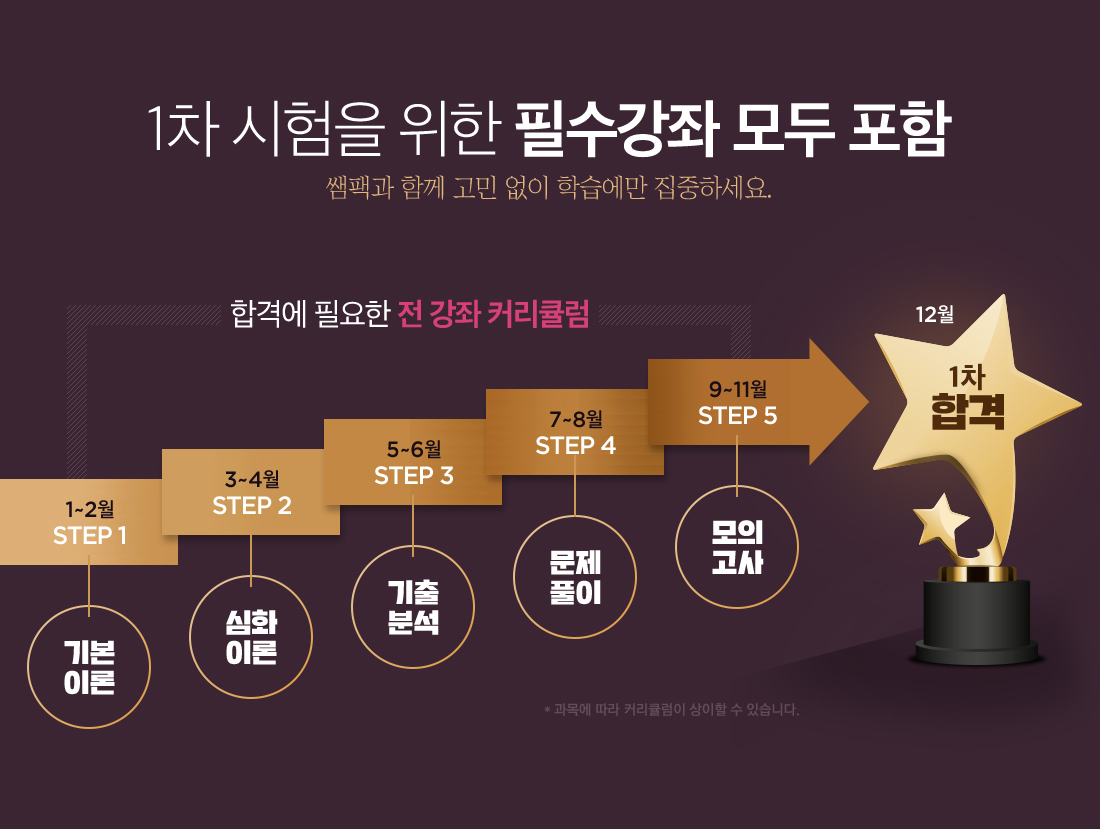 1차 시험을 위한 필수강좌 모두 포함
쌤팩과 함께 고민 없이 학습에만 집중하세요.
합격에 필요한 전 강좌 커리큘럼
1~2월
STEP 1
기본
이론
3~4월
STEP 2
심화
이론
5~6월
STEP 3
기출
분석
7~8월
STEP 4
문제
풀이
9~11월
STEP 5
모의
고사
12월
1차
합격
* 과목에 따라 커리큘럼이 상이할 수 있습니다.